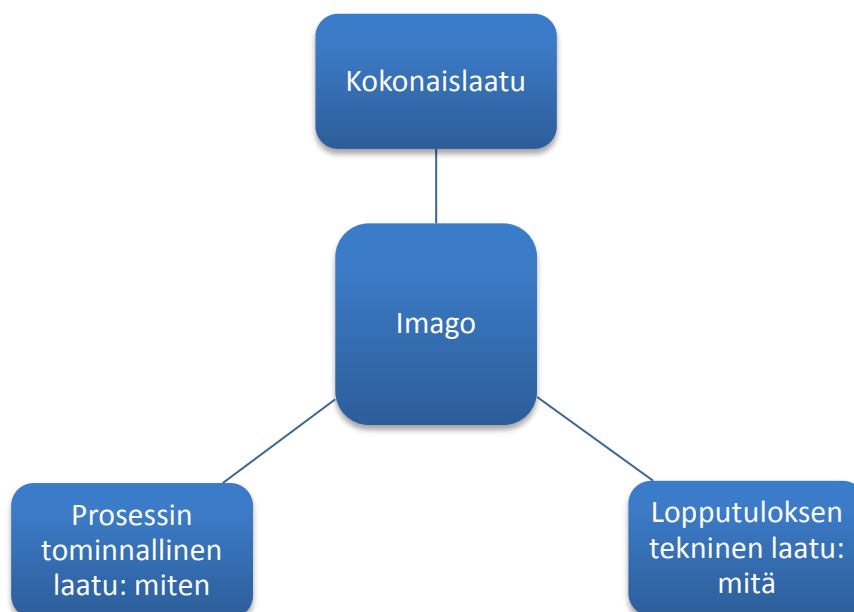 Kokonaislaatu
Imago
Prosessin
tominnallinen
laatu: miten
Lopputuloksen
tekninen laatu:
mitä